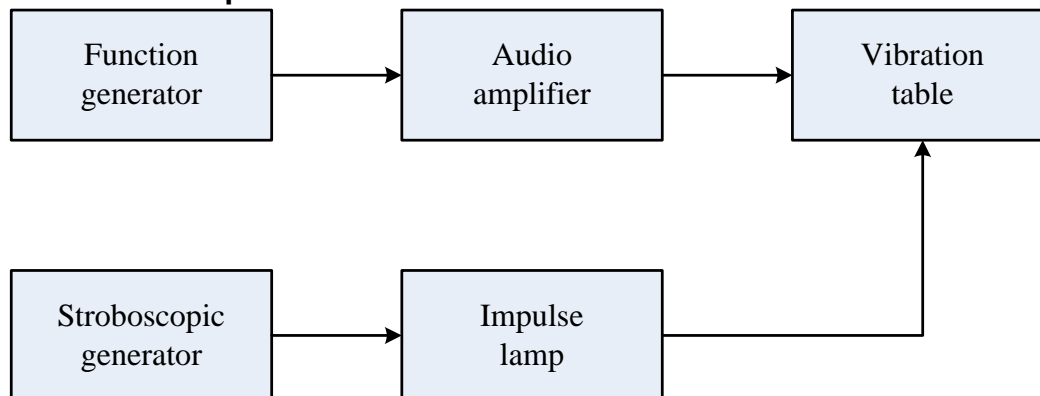 Function
generator
Audio
amplifier
Vibration
table
Stroboscopic
generator
Impulse
lamp